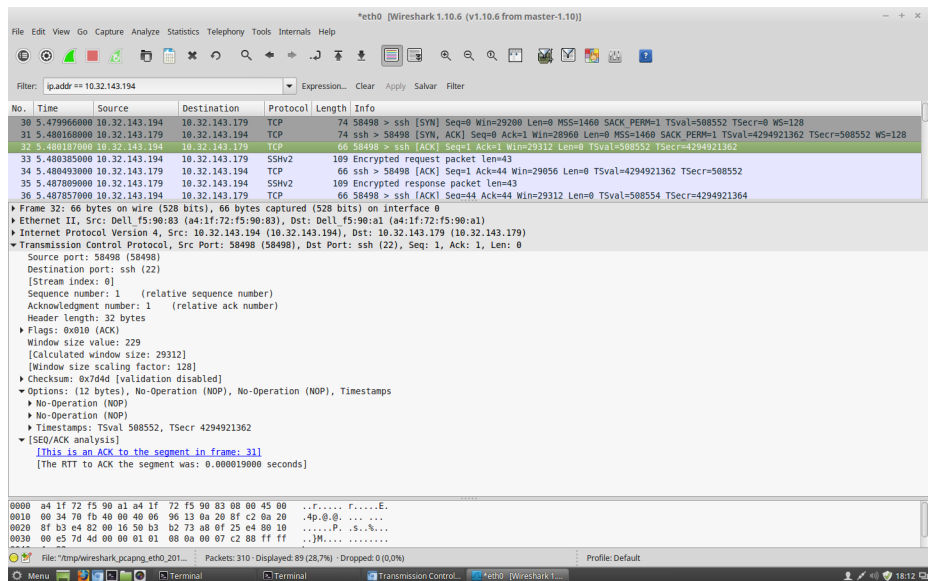 *eth0 [Wireshark 1.10.6 (v1.10.6 from master-1.10)]
File Edit View Go Capture Analyze Statistics Telephony Tools Internals Help
Filter: ip.addr == 10.32.143.194 Expression... Clear Apply Salvar Filter
No. Time Source Destination Protocol Length Info
30 5.479966000 10.32.143.194 10.32.143.179 TCP 74 58498 > ssh [SYN] Seq=0 Win=29200 Len=0 MSS=1460 SACK_PERM=1 TSval=508552 TSecr=0 WS=128
31 5.480168000 10.32.143.179 10.32.143.194 TCP 74 ssh > 58498 [SYN, ACK] Seq=0 Ack=1 Win=28960 Len=0 MSS=1460 SACK_PERM=1 TSval=4294921362 TSecr=508552 WS=128
32 5.480187000 10.32.143.194 10.32.143.179 TCP 66 58498 > ssh [ACK] Seq=1 Ack=1 Win=29312 Len=0 TSval=508552 TSecr=4294921362
33 5.480385000 10.32.143.194 10.32.143.179 SSHv2 109 Encrypted request packet len=43
34 5.480493000 10.32.143.179 10.32.143.194 TCP 66 ssh > 58498 [ACK] Seq=1 Ack=44 Win=29056 Len=0 TSval=4294921362 TSecr=508552
35 5.487809000 10.32.143.179 10.32.143.194 SSHv2 109 Encrypted response packet len=43
36 5.487857000 10.32.143.194 10.32.143.179 TCP 66 58498 > ssh [ACK] Seq=44 Ack=44 Win=29312 Len=0 TSval=508554 TSecr=4294921364
Frame 32: 66 bytes on wire (528 bits), 66 bytes captured (528 bits) on interface 0
Ethernet II, Src: Dell_f5:90:83 (a4:1f:72:f5:90:83), Dst: Dell_f5:90:a1 (a4:1f:72:f5:90:a1)
Internet Protocol Version 4, Src: 10.32.143.194 (10.32.143.194), Dst: 10.32.143.179 (10.32.143.179)
Transmission Control Protocol, Src Port: 58498 (58498), Dst Port: ssh (22), Seq: 1, Ack: 1, Len: 0
Source port: 58498 (58498)
Destination port: ssh (22)
[Stream index: 0]
Sequence number: 1 (relative sequence number)
Acknowledgment number: 1 (relative ack number)
Header length: 32 bytes
Flags: 0x010 (ACK)
Window size value: 229
[Calculated window size: 29312]
[Window size scaling factor: 128]
Checksum: 0x7d4d [validation disabled]
Options: (12 bytes), No-Operation (NOP), No-Operation (NOP), Timestamps
No-Operation (NOP)
No-Operation (NOP)
Timestamps: TSval 508552, TSecr 4294921362
[SEQ/ACK analysis]
[This is an ACK to the segment in frame: 31]
[The RTT to ACK the segment was: 0.000019000 seconds]
0000 a4 1f 72 f5 90 a1 a4 1f 72 f5 90 83 08 00 45 00 ..r..... r.....E.
0010 00 34 70 fb 40 00 40 06 96 13 0a 20 8f c2 0a 20 .4p.@.@. ... ...
0020 8f b3 e4 82 00 16 50 b3 b2 73 a8 0f 25 e4 80 10 ......P. .s..%...
0030 00 e5 7d 4d 00 00 01 01 08 0a 00 07 c2 88 ff ff ..}M.... ........
File: "/tmp/wireshark_pcapng_eth0_201... Packets: 310 · Displayed: 89 (28,7%) · Dropped: 0 (0,0%) Profile: Default
Menu Terminal Terminal Transmission Control... *eth0 [Wireshark 1.... 18:12